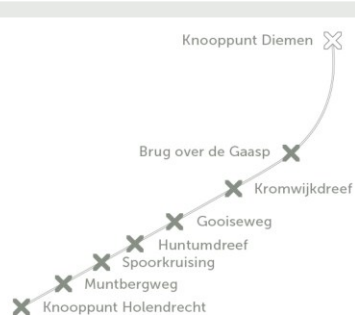 Knooppunt Diemen
Brug over de Gaasp
Kromwijkdreef
Gooiseweg
Huntumdreef
Spoorkruising
Muntbergweg
Knooppunt Holendrecht